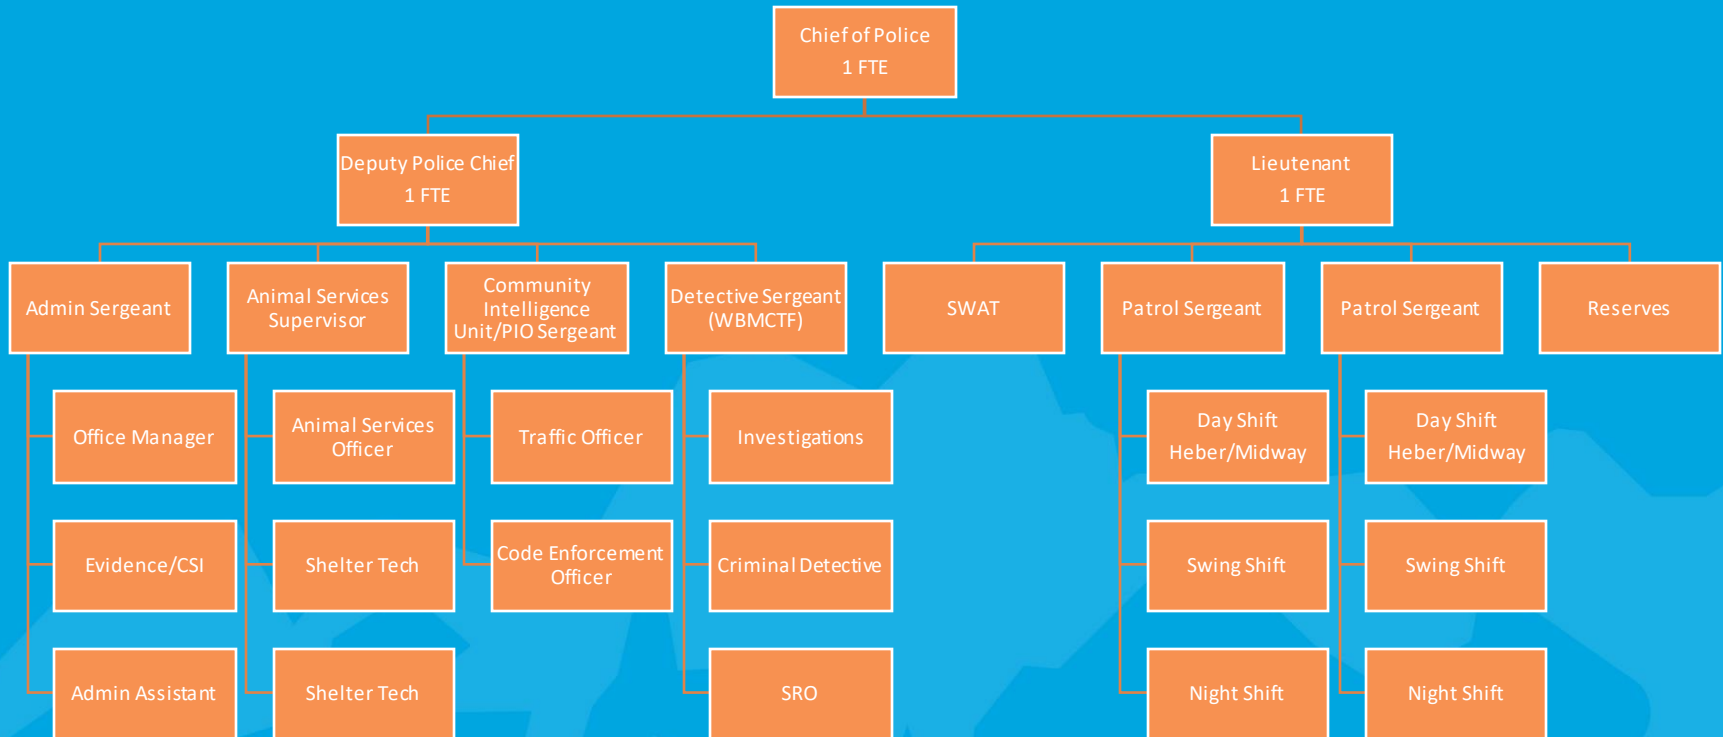 Chief of Police
1 FTE
Deputy Police Chief
1 FTE
Lieutenant
1 FTE
Admin Sergeant
Animal Services
Supervisor
Community
Intelligence
Unit/PIO Sergeant
Detective Sergeant
(WBMCTF)
SWAT
Patrol Sergeant
Patrol Sergeant
Reserves
Office Manager
Animal Services
Officer
Traffic Officer
Investigations
Day Shift
Heber/Midway
Day Shift
Heber/Midway
Evidence/CSI
Shelter Tech
Code Enforcement
Officer
Criminal Detective
Swing Shift
Swing Shift
Admin Assistant
Shelter Tech
SRO
Night Shift
Night Shift